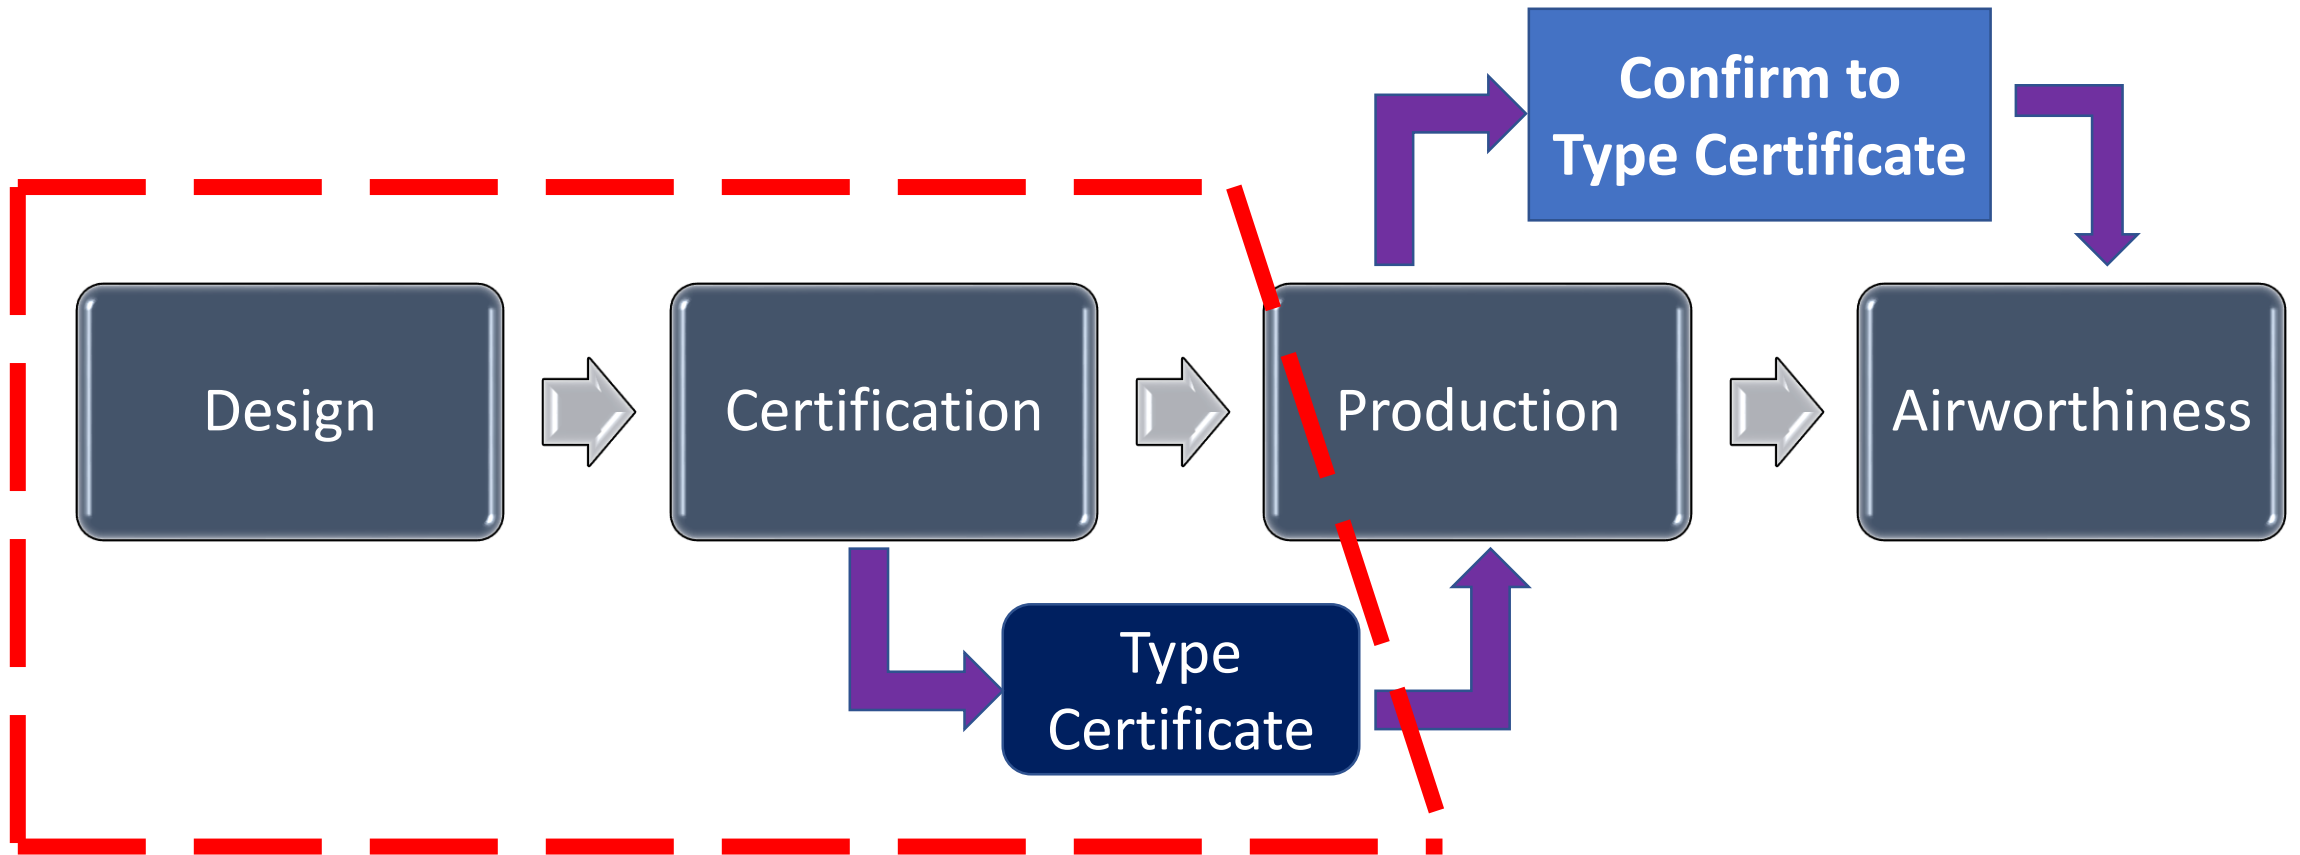 Confirm to
Type Certificate
Design
Certification
Production
Airworthiness
Type
Certificate